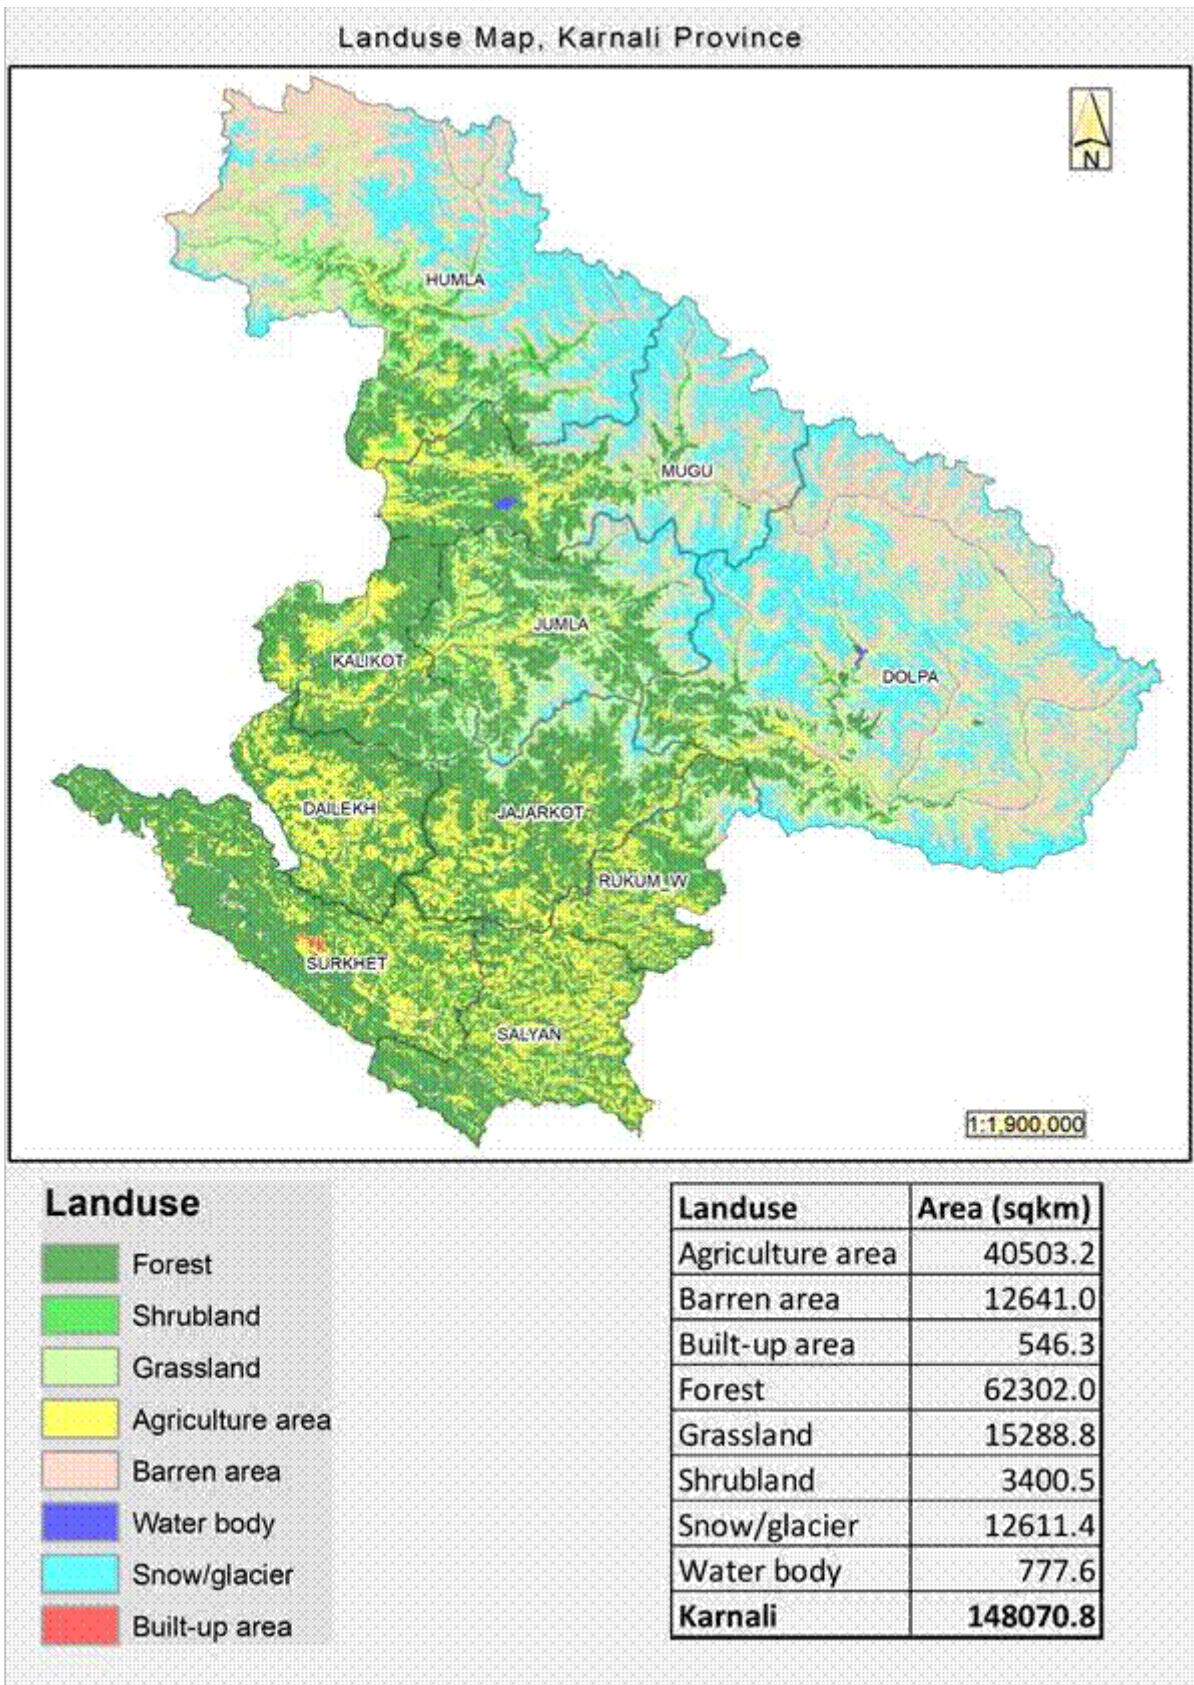 Landuse Map, Karnali Province
N
HUMLA
MUGU
JUMLA
KALIKOT
DOLPA
DAILEKH
JAJARKOT
RUKUM_W
SURKHET
SALYAN
1:1,900,000
Landuse
Forest
Shrubland
Grassland
Agriculture area
Barren area
Water body
Snow/glacier
Built-up area
Landuse Area (sqkm)
Agriculture area 40503.2
Barren area 12641.0
Built-up area 546.3
Forest 62302.0
Grassland 15288.8
Shrubland 3400.5
Snow/glacier 12611.4
Water body 777.6
Karnali 148070.8